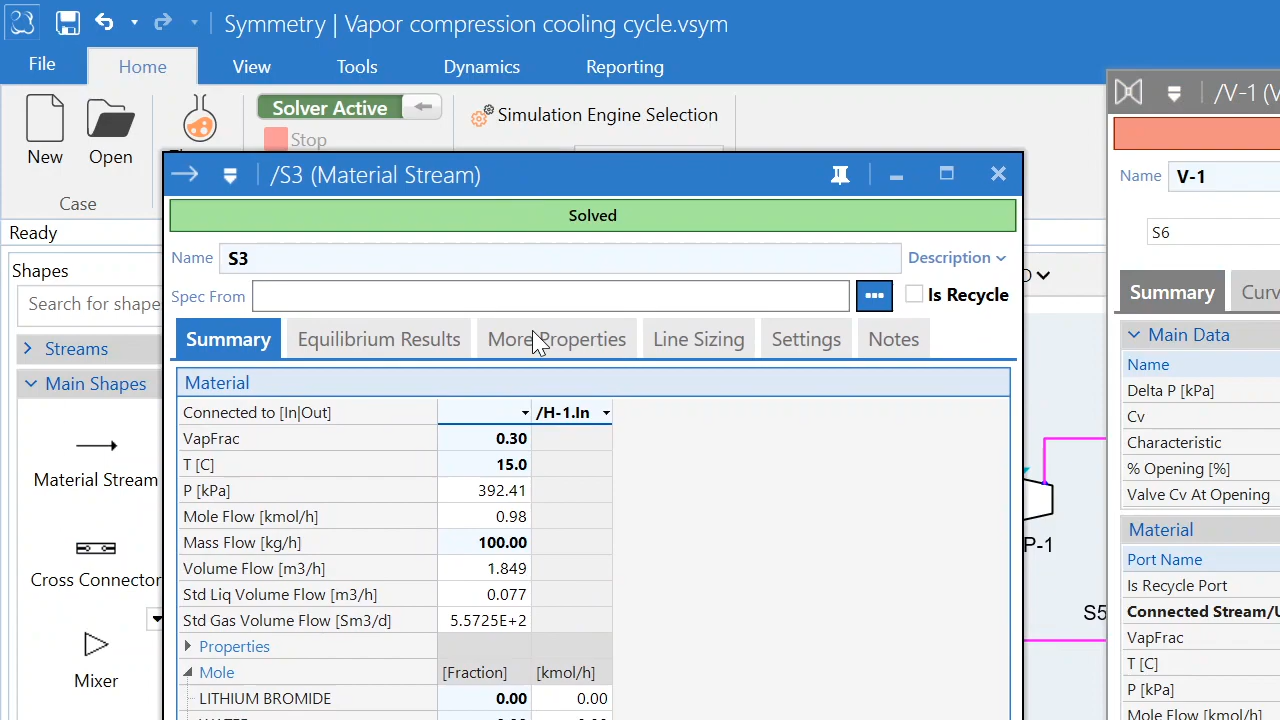 Symmetry | Vapor compression cooling cycle.vsym
File Home View Tools Dynamics Reporting
New Open
Case
Solver Active
Stop
Simulation Engine Selection
Ready
Shapes
Search for shape
Streams
Main Shapes
Material Stream
Cross Connector
Mixer
/S3 (Material Stream)
Solved
Name S3 Description
Spec From ... Is Recycle
Summary Equilibrium Results More Properties Line Sizing Settings Notes
Material
Connected to [In|Out] /H-1.In
VapFrac 0.30
T [C] 15.0
P [kPa] 392.41
Mole Flow [kmol/h] 0.98
Mass Flow [kg/h] 100.00
Volume Flow [m3/h] 1.849
Std Liq Volume Flow [m3/h] 0.077
Std Gas Volume Flow [Sm3/d] 5.5725E+2
Properties
Mole [Fraction] [kmol/h]
LITHIUM BROMIDE 0.00 0.00
P-1
S5
/V-1 (V
Name V-1
S6
Summary Curv
Main Data
Name
Delta P [kPa]
Cv
Characteristic
% Opening [%]
Valve Cv At Opening
Material
Port Name
Is Recycle Port
Connected Stream/U
VapFrac
T [C]
P [kPa]
Mole Flow [kmol/h]